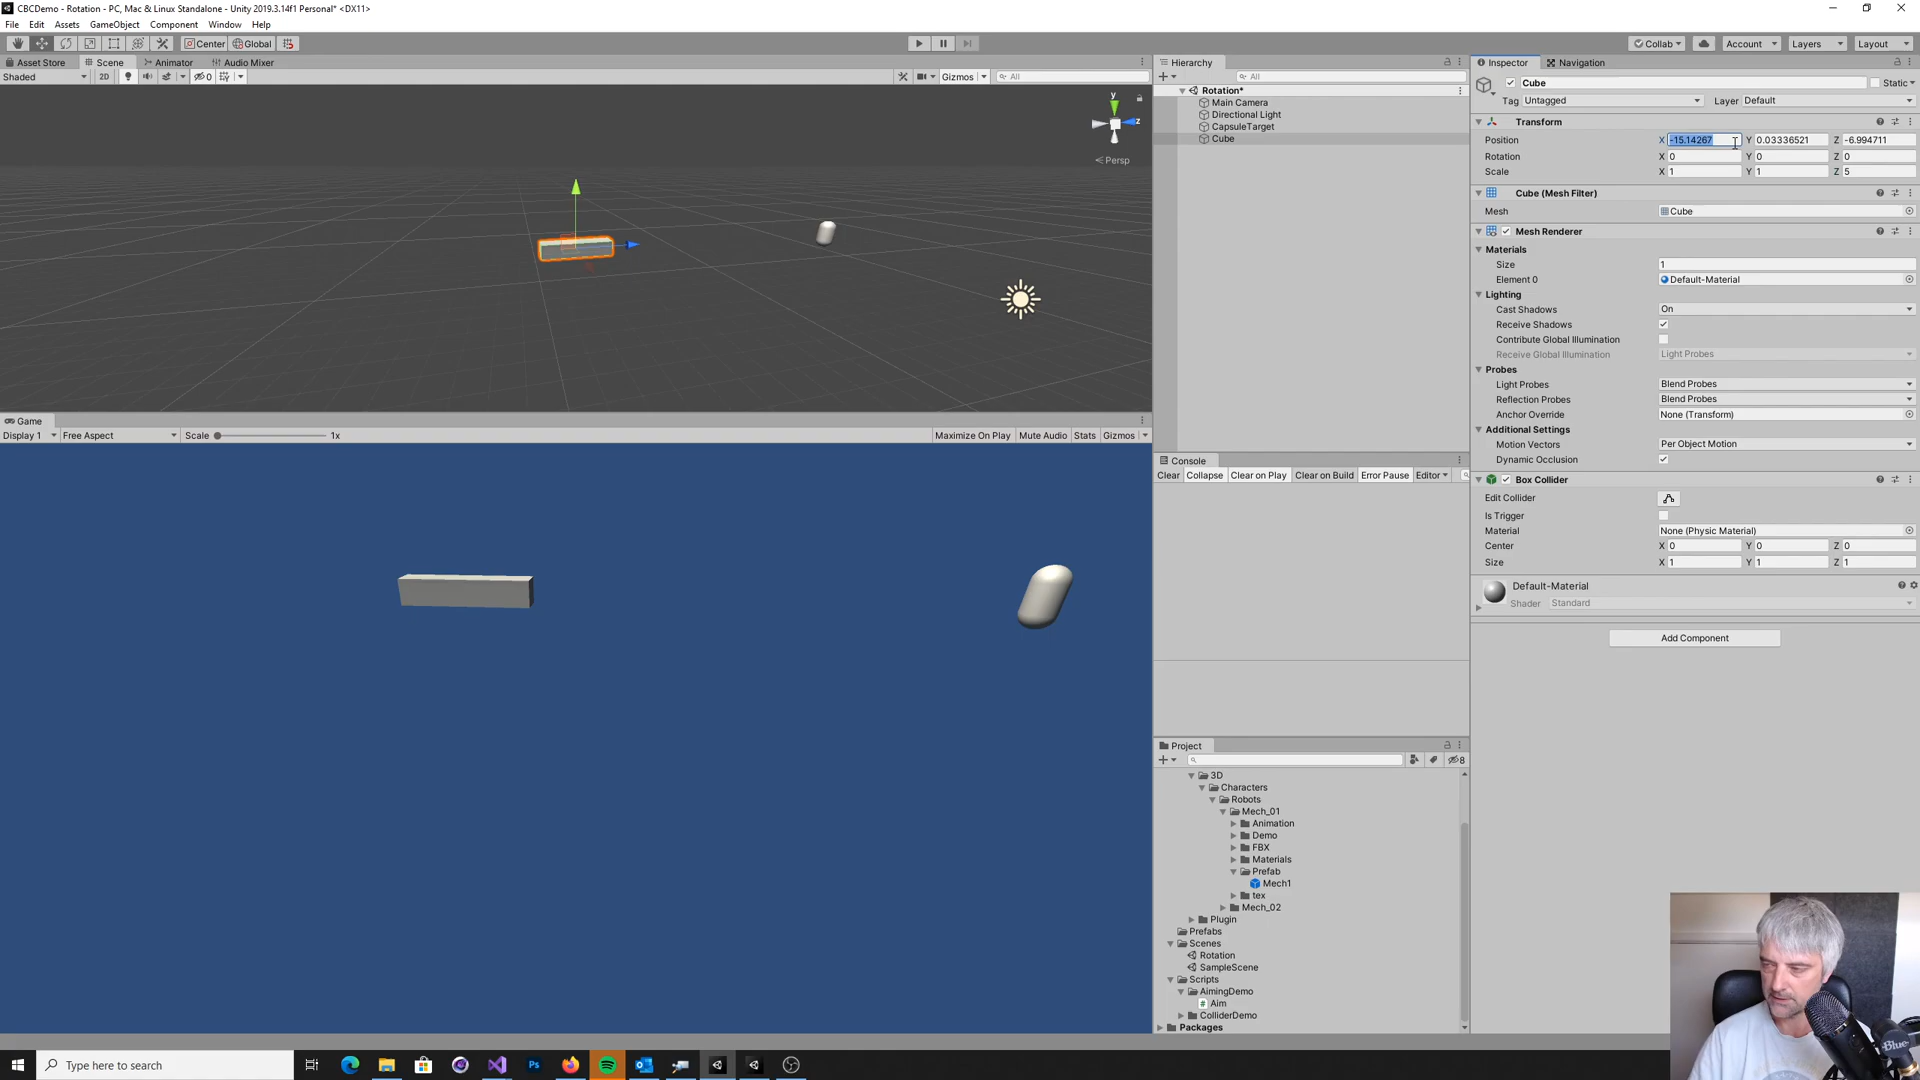 CBCDemo - Rotation - PC, Mac & Linux Standalone - Unity 2019.3.14f1 Personal* <DX11>
File Edit Assets GameObject Component Window Help
Center Global Collab Account Layers Layout
Asset Store Scene Animator Audio Mixer
Shaded 2D 0 Gizmos All
y
z
Persp
Game
Display 1 Free Aspect Scale 1x Maximize On Play Mute Audio Stats Gizmos
Hierarchy
All
Rotation*
Main Camera
Directional Light
CapsuleTarget
Cube
Console
Clear Collapse Clear on Play Clear on Build Error Pause Editor
Project
8
3D
Characters
Robots
Mech_01
Animation
Demo
FBX
Materials
Prefab
Mech1
tex
Mech_02
Plugin
Prefabs
Scenes
Rotation
SampleScene
Scripts
AimingDemo
Aim
ColliderDemo
Packages
Inspector Navigation
Cube Static
Tag Untagged Layer Default
Transform
Position X -15.14267 Y 0.03336521 Z -6.994711
Rotation X 0 Y 0 Z 0
Scale X 1 Y 1 Z 5
Cube (Mesh Filter)
Mesh Cube
Mesh Renderer
Materials
Size 1
Element 0 Default-Material
Lighting
Cast Shadows On
Receive Shadows
Contribute Global Illumination
Receive Global Illumination Light Probes
Probes
Light Probes Blend Probes
Reflection Probes Blend Probes
Anchor Override None (Transform)
Additional Settings
Motion Vectors Per Object Motion
Dynamic Occlusion
Box Collider
Edit Collider
Is Trigger
Material None (Physic Material)
Center X 0 Y 0 Z 0
Size X 1 Y 1 Z 1
Default-Material
Shader Standard
Add Component
Blue
Type here to search
Ps